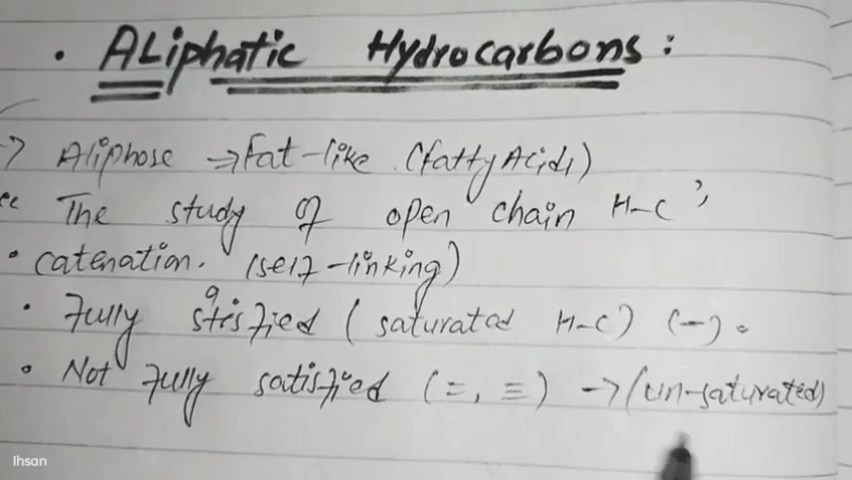 • Aliphatic Hydrocarbons:
→ Aliphose ⇒ Fat-like (fatty Acids)
“ The study of open chain H-C ”
• catenation. (self-linking)
• Fully satisfied (saturated H-C) (-).
• Not Fully satisfied (=, ≡) → (un-saturated)
Ihsan